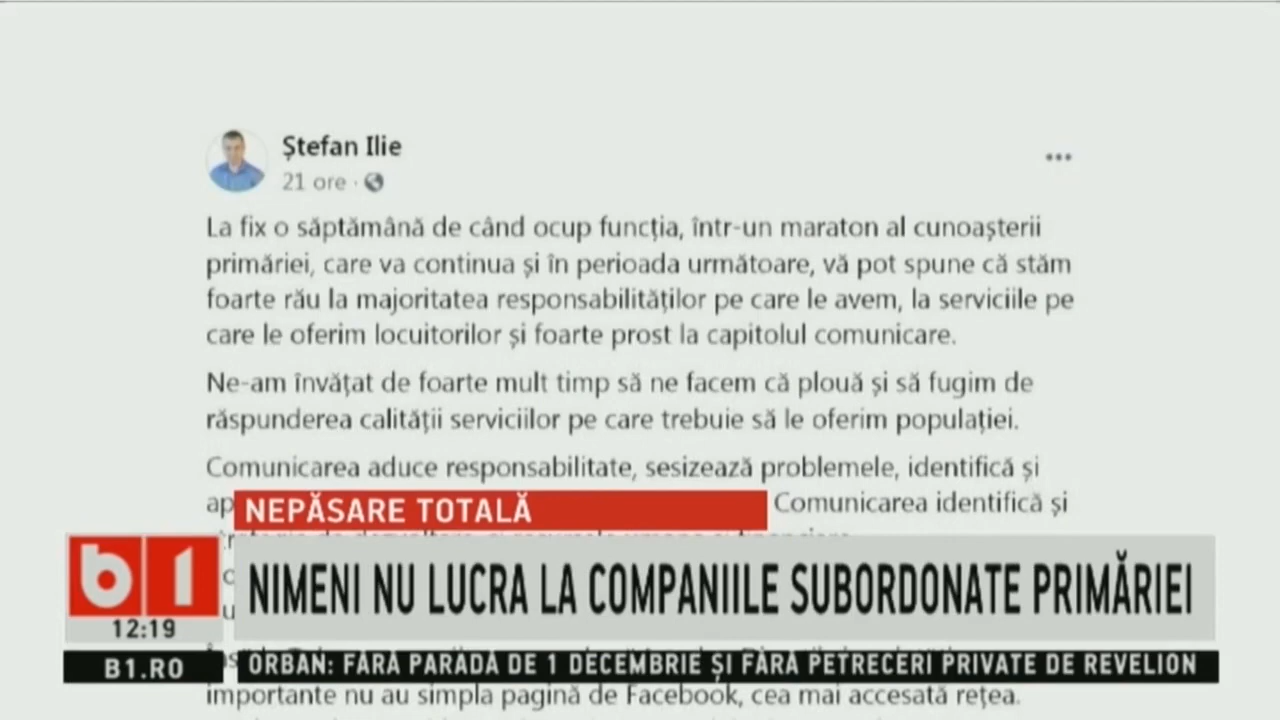 Ștefan Ilie
21 ore
La fix o săptămână de când ocup funcția, într-un maraton al cunoașterii
primăriei, care va continua și în perioada următoare, vă pot spune că stăm
foarte rău la majoritatea responsabilităților pe care le avem, la serviciile pe
care le oferim locuitorilor și foarte prost la capitolul comunicare.
Ne-am învățat de foarte mult timp să ne facem că plouă și să fugim de
răspunderea calității serviciilor pe care trebuie să le oferim populației.
Comunicarea aduce responsabilitate, sesizează problemele, identifică și
Comunicarea identifică și
NEPĂSARE TOTALĂ
b1
NIMENI NU LUCRA LA COMPANIILE SUBORDONATE PRIMĂRIEI
12:19
B1.RO
ORBAN: FĂRĂ PARADĂ DE 1 DECEMBRIE ȘI FĂRĂ PETRECERI PRIVATE DE REVELION
importante nu au simpla pagină de Facebook, cea mai accesată rețea.